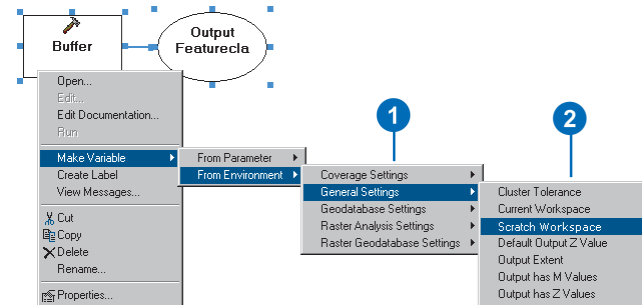 Buffer
Output
Featurecla
Open...
Edit...
Edit Documentation...
Run
Make Variable
Create Label
View Messages...
Cut
Copy
Delete
Rename...
Properties...
From Parameter
From Environment
1
Coverage Settings
General Settings
Geodatabase Settings
Raster Analysis Settings
Raster Geodatabase Settings
2
Cluster Tolerance
Current Workspace
Scratch Workspace
Default Output Z Value
Output Extent
Output has M Values
Output has Z Values